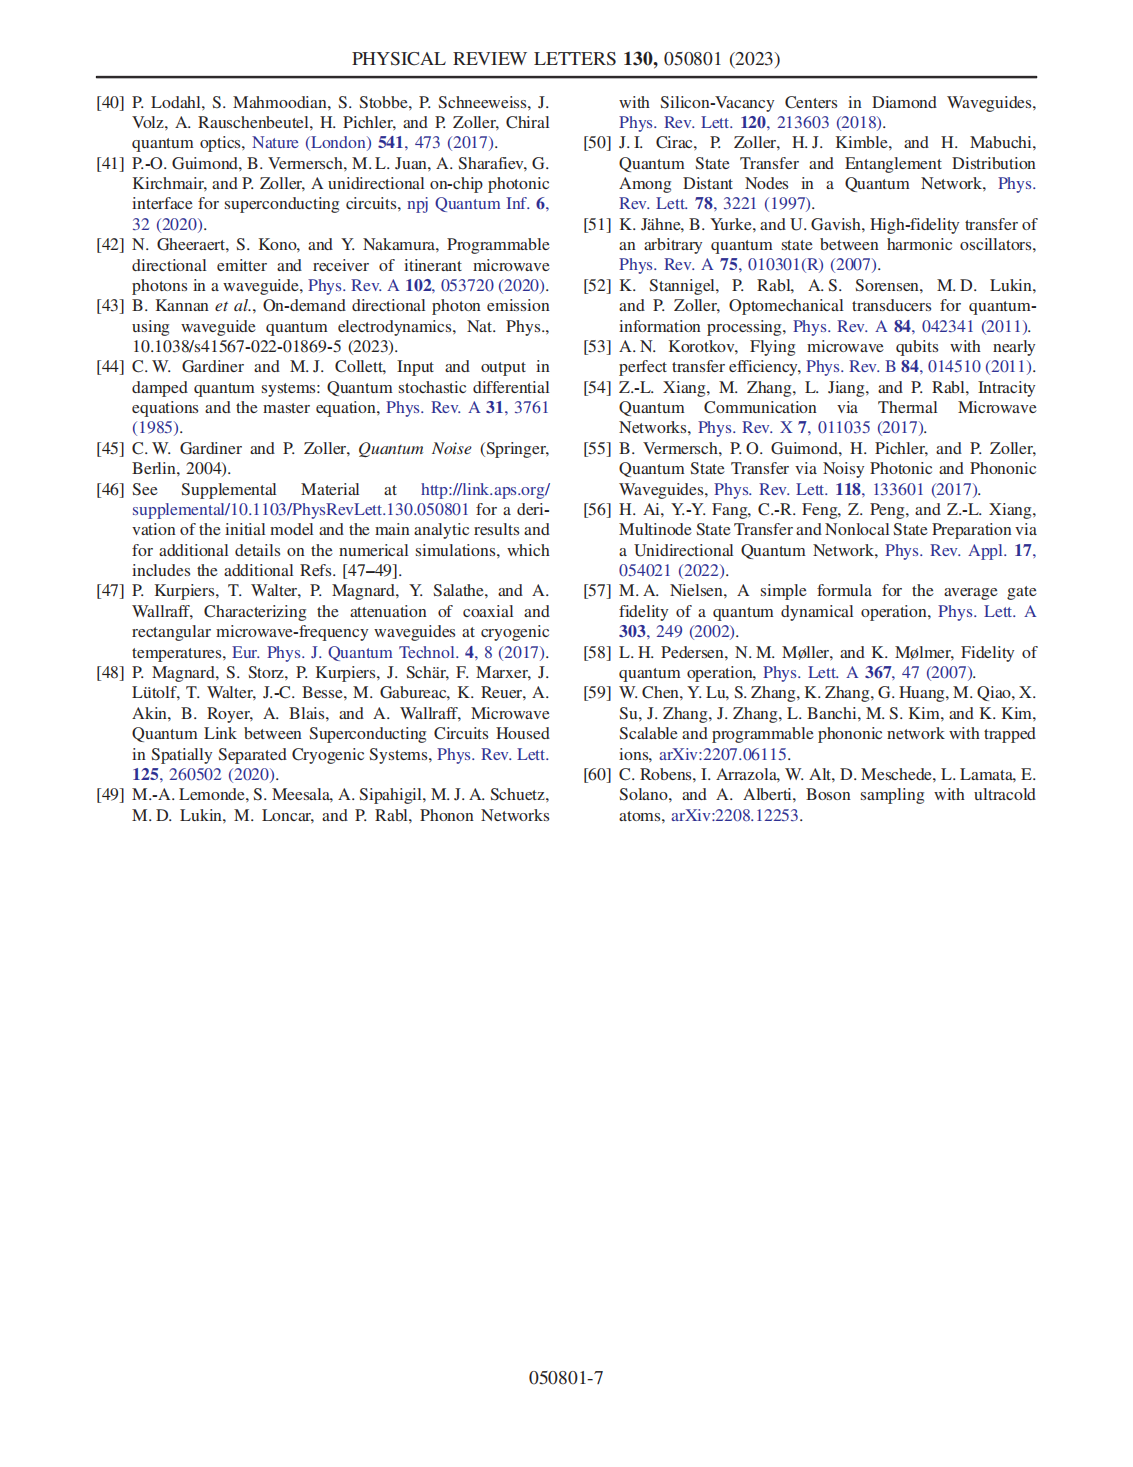 PHYSICAL REVIEW LETTERS 130, 050801 (2023)
[40] P. Lodahl, S. Mahmoodian, S. Stobbe, P. Schneeweiss, J.
Volz, A. Rauschenbeutel, H. Pichler, and P. Zoller, Chiral
quantum optics, Nature (London) 541, 473 (2017).
[41] P.-O. Guimond, B. Vermersch, M. L. Juan, A. Sharafiev, G.
Kirchmair, and P. Zoller, A unidirectional on-chip photonic
interface for superconducting circuits, npj Quantum Inf. 6,
32 (2020).
[42] N. Gheeraert, S. Kono, and Y. Nakamura, Programmable
directional emitter and receiver of itinerant microwave
photons in a waveguide, Phys. Rev. A 102, 053720 (2020).
[43] B. Kannan et al., On-demand directional photon emission
using waveguide quantum electrodynamics, Nat. Phys.,
10.1038/s41567-022-01869-5 (2023).
[44] C. W. Gardiner and M. J. Collett, Input and output in
damped quantum systems: Quantum stochastic differential
equations and the master equation, Phys. Rev. A 31, 3761
(1985).
[45] C. W. Gardiner and P. Zoller, Quantum Noise (Springer,
Berlin, 2004).
[46] See Supplemental Material at http://link.aps.org/
supplemental/10.1103/PhysRevLett.130.050801 for a deri-
vation of the initial model and the main analytic results and
for additional details on the numerical simulations, which
includes the additional Refs. [47–49].
[47] P. Kurpiers, T. Walter, P. Magnard, Y. Salathe, and A.
Wallraff, Characterizing the attenuation of coaxial and
rectangular microwave-frequency waveguides at cryogenic
temperatures, Eur. Phys. J. Quantum Technol. 4, 8 (2017).
[48] P. Magnard, S. Storz, P. Kurpiers, J. Schär, F. Marxer, J.
Lütolf, T. Walter, J.-C. Besse, M. Gabureac, K. Reuer, A.
Akin, B. Royer, A. Blais, and A. Wallraff, Microwave
Quantum Link between Superconducting Circuits Housed
in Spatially Separated Cryogenic Systems, Phys. Rev. Lett.
125, 260502 (2020).
[49] M.-A. Lemonde, S. Meesala, A. Sipahigil, M. J. A. Schuetz,
M. D. Lukin, M. Loncar, and P. Rabl, Phonon Networks
with Silicon-Vacancy Centers in Diamond Waveguides,
Phys. Rev. Lett. 120, 213603 (2018).
[50] J. I. Cirac, P. Zoller, H. J. Kimble, and H. Mabuchi,
Quantum State Transfer and Entanglement Distribution
Among Distant Nodes in a Quantum Network, Phys.
Rev. Lett. 78, 3221 (1997).
[51] K. Jähne, B. Yurke, and U. Gavish, High-fidelity transfer of
an arbitrary quantum state between harmonic oscillators,
Phys. Rev. A 75, 010301(R) (2007).
[52] K. Stannigel, P. Rabl, A. S. Sorensen, M. D. Lukin,
and P. Zoller, Optomechanical transducers for quantum-
information processing, Phys. Rev. A 84, 042341 (2011).
[53] A. N. Korotkov, Flying microwave qubits with nearly
perfect transfer efficiency, Phys. Rev. B 84, 014510 (2011).
[54] Z.-L. Xiang, M. Zhang, L. Jiang, and P. Rabl, Intracity
Quantum Communication via Thermal Microwave
Networks, Phys. Rev. X 7, 011035 (2017).
[55] B. Vermersch, P. O. Guimond, H. Pichler, and P. Zoller,
Quantum State Transfer via Noisy Photonic and Phononic
Waveguides, Phys. Rev. Lett. 118, 133601 (2017).
[56] H. Ai, Y.-Y. Fang, C.-R. Feng, Z. Peng, and Z.-L. Xiang,
Multinode State Transfer and Nonlocal State Preparation via
a Unidirectional Quantum Network, Phys. Rev. Appl. 17,
054021 (2022).
[57] M. A. Nielsen, A simple formula for the average gate
fidelity of a quantum dynamical operation, Phys. Lett. A
303, 249 (2002).
[58] L. H. Pedersen, N. M. Møller, and K. Mølmer, Fidelity of
quantum operation, Phys. Lett. A 367, 47 (2007).
[59] W. Chen, Y. Lu, S. Zhang, K. Zhang, G. Huang, M. Qiao, X.
Su, J. Zhang, J. Zhang, L. Banchi, M. S. Kim, and K. Kim,
Scalable and programmable phononic network with trapped
ions, arXiv:2207.06115.
[60] C. Robens, I. Arrazola, W. Alt, D. Meschede, L. Lamata, E.
Solano, and A. Alberti, Boson sampling with ultracold
atoms, arXiv:2208.12253.
050801-7